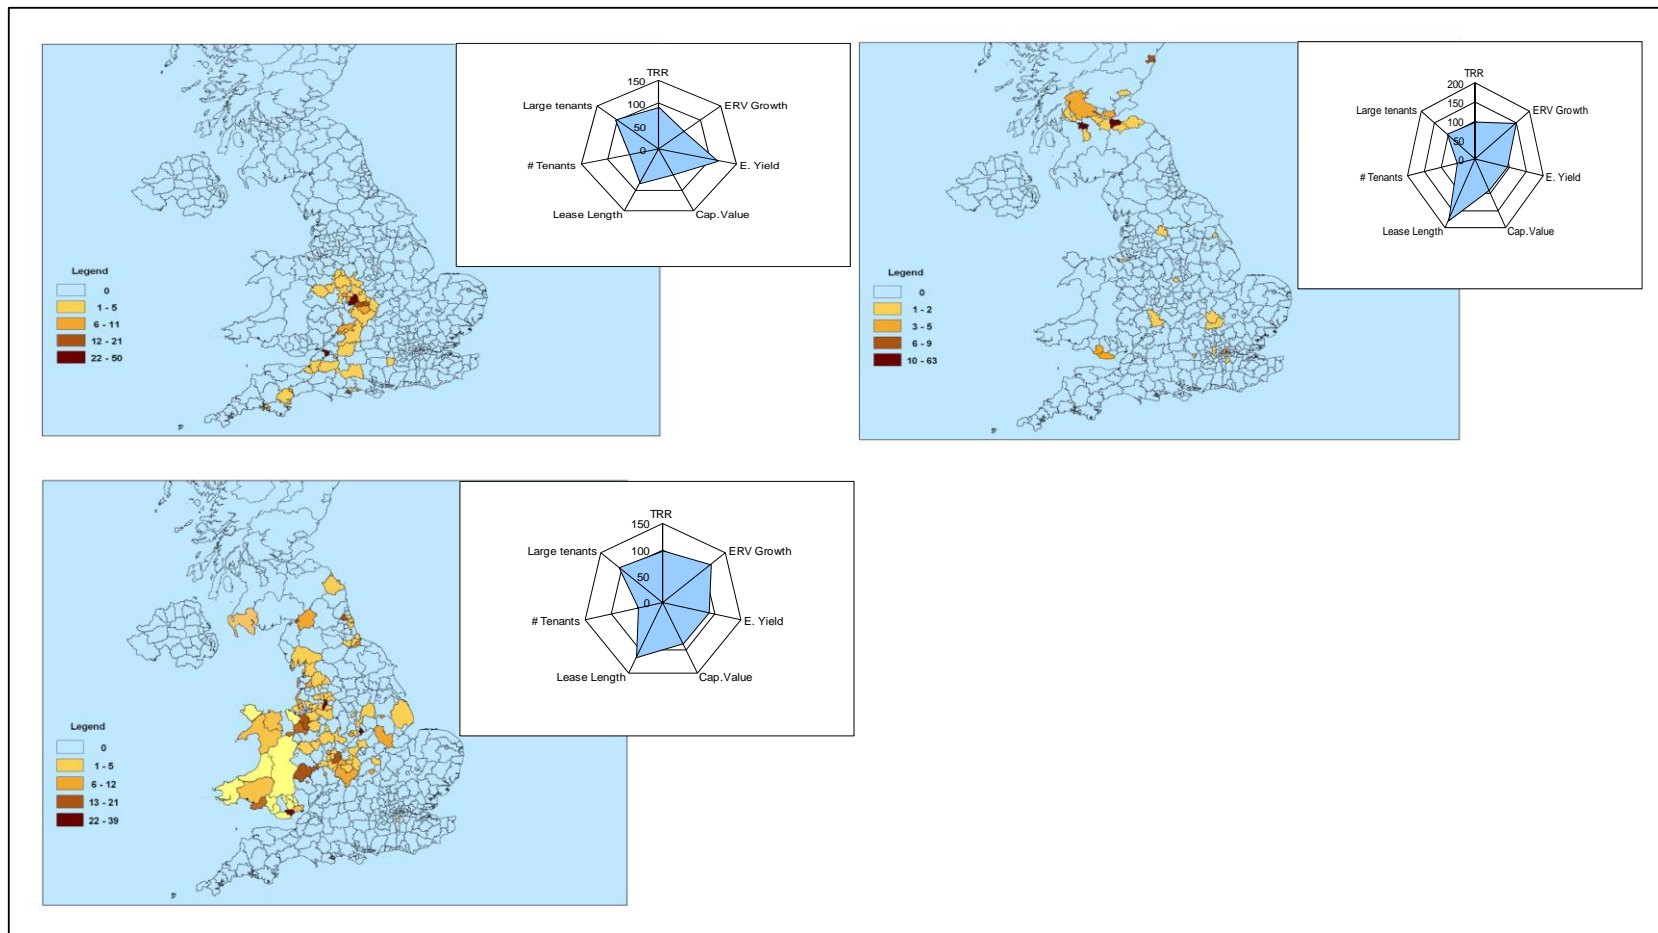 TRR
150
Large tenants
100
ERV Growth
50
0
# Tenants
E. Yield
Lease Length
Cap.Value
Legend
0
1 - 5
6 - 11
12 - 21
22 - 50
TRR
200
150
Large tenants
100
ERV Growth
50
0
# Tenants
E. Yield
Lease Length
Cap.Value
Legend
0
1 - 2
3 - 5
6 - 9
10 - 63
TRR
150
Large tenants
100
ERV Growth
50
0
# Tenants
E. Yield
Lease Length
Cap.Value
Legend
0
1 - 5
6 - 12
13 - 21
22 - 39